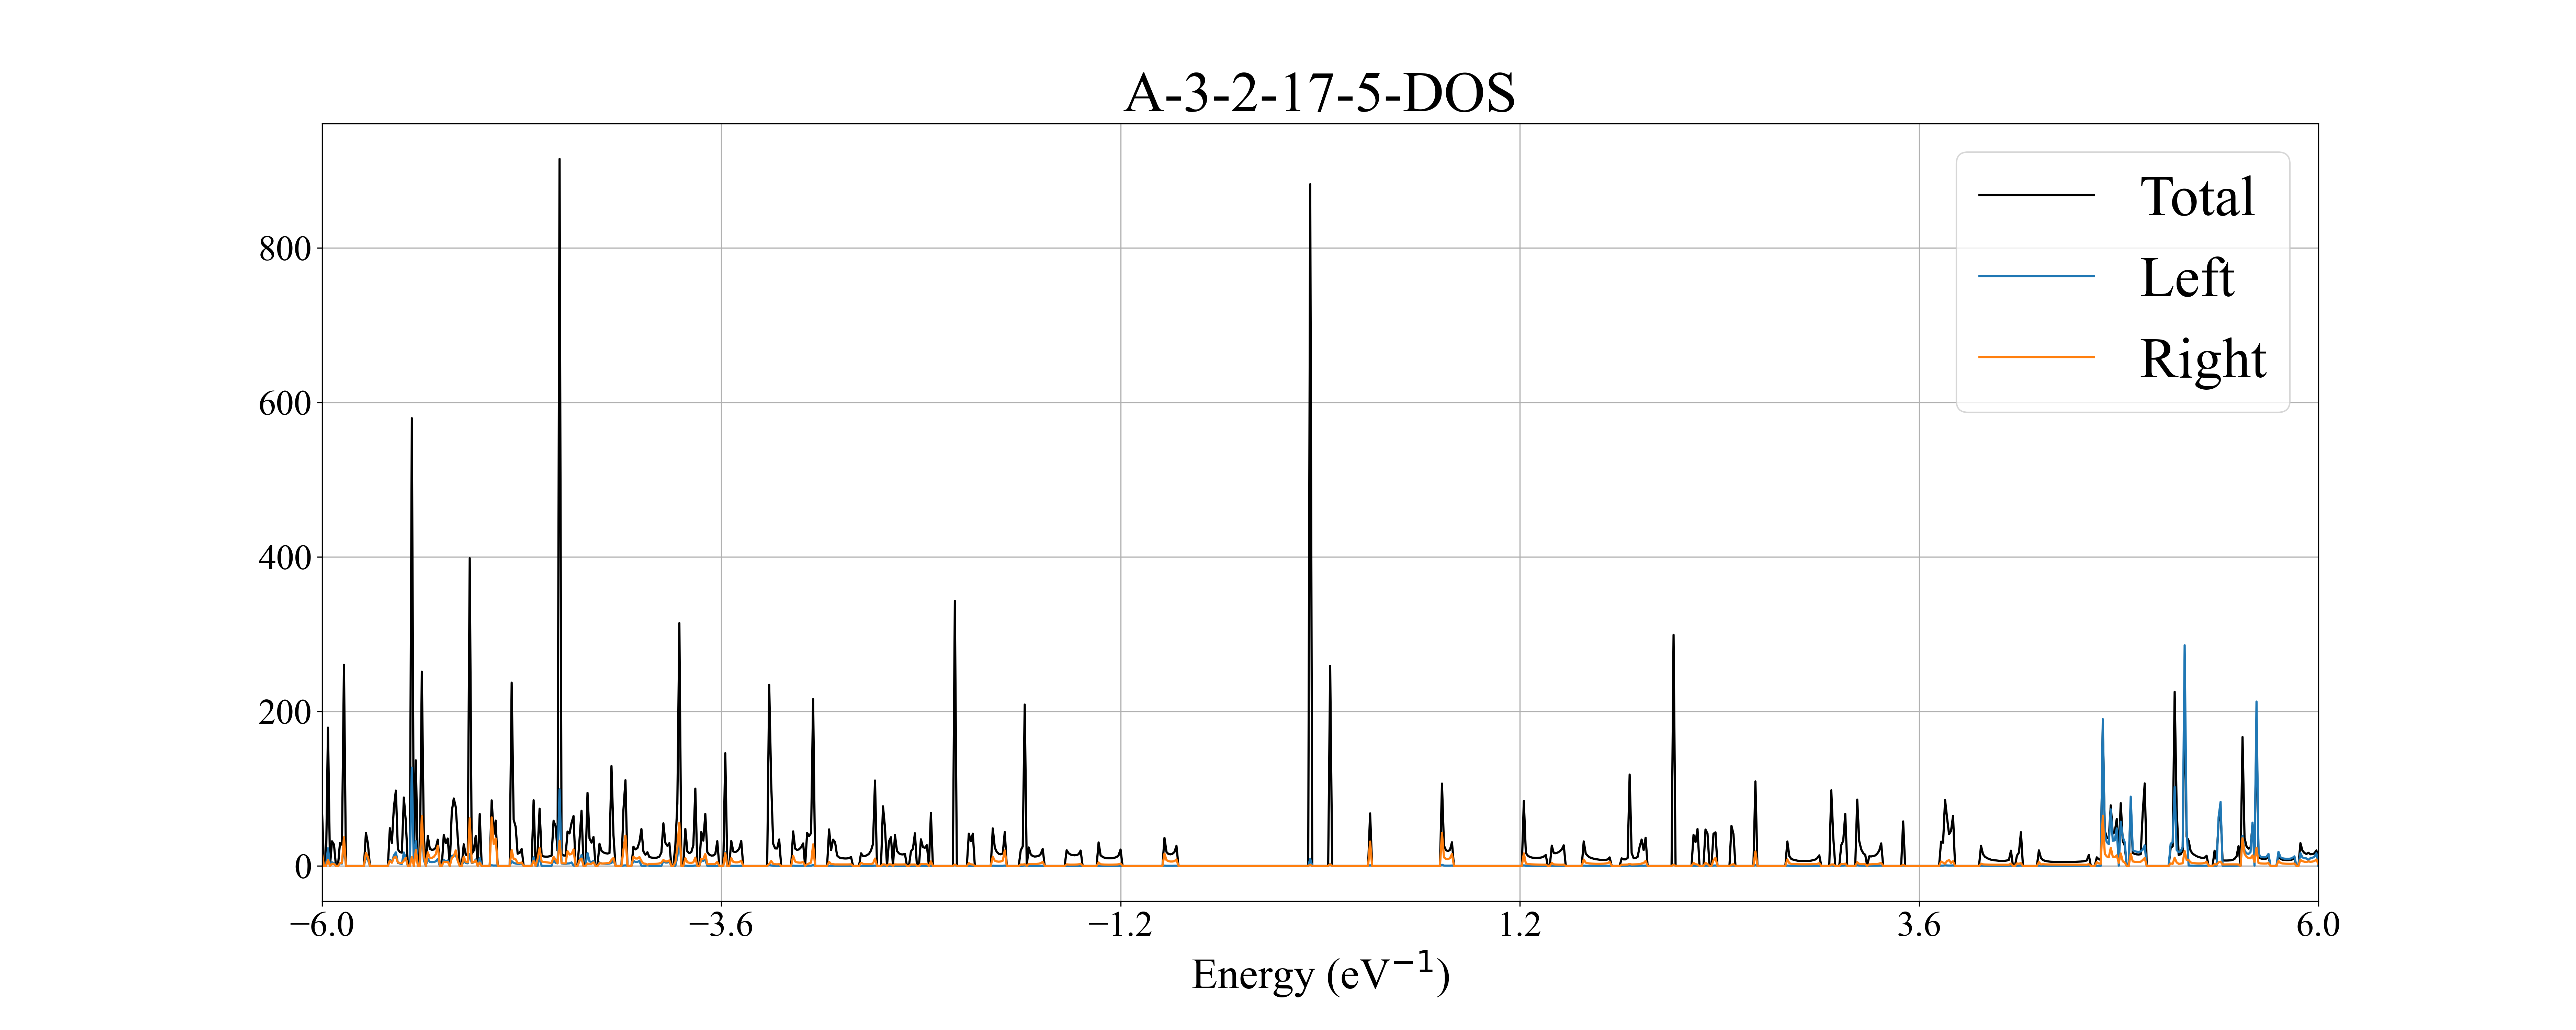 A-3-2-17-5-DOS
Total
Left
Right
800
600
400
200
0
−6.0 −3.6 −1.2 1.2 3.6 6.0
Energy (eV⁻¹)